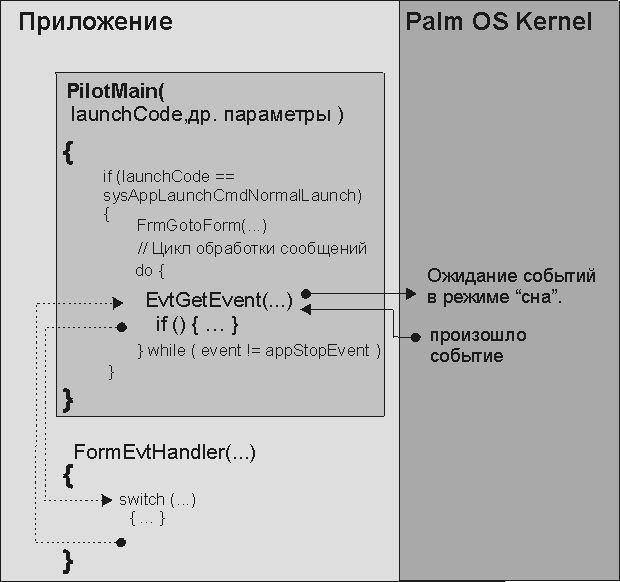 Приложение
Palm OS Kernel
PilotMain(
launchCode,др. параметры )
{
if (launchCode ==
sysAppLaunchCmdNormalLaunch)
{
FrmGotoForm(...)
// Цикл обработки сообщений
do {
EvtGetEvent(...)
if () { ... }
} while ( event != appStopEvent )
}
}
Ожидание событий
в режиме “сна”.
произошло
событие
FormEvtHandler(...)
{
switch (...)
{ ... }
}